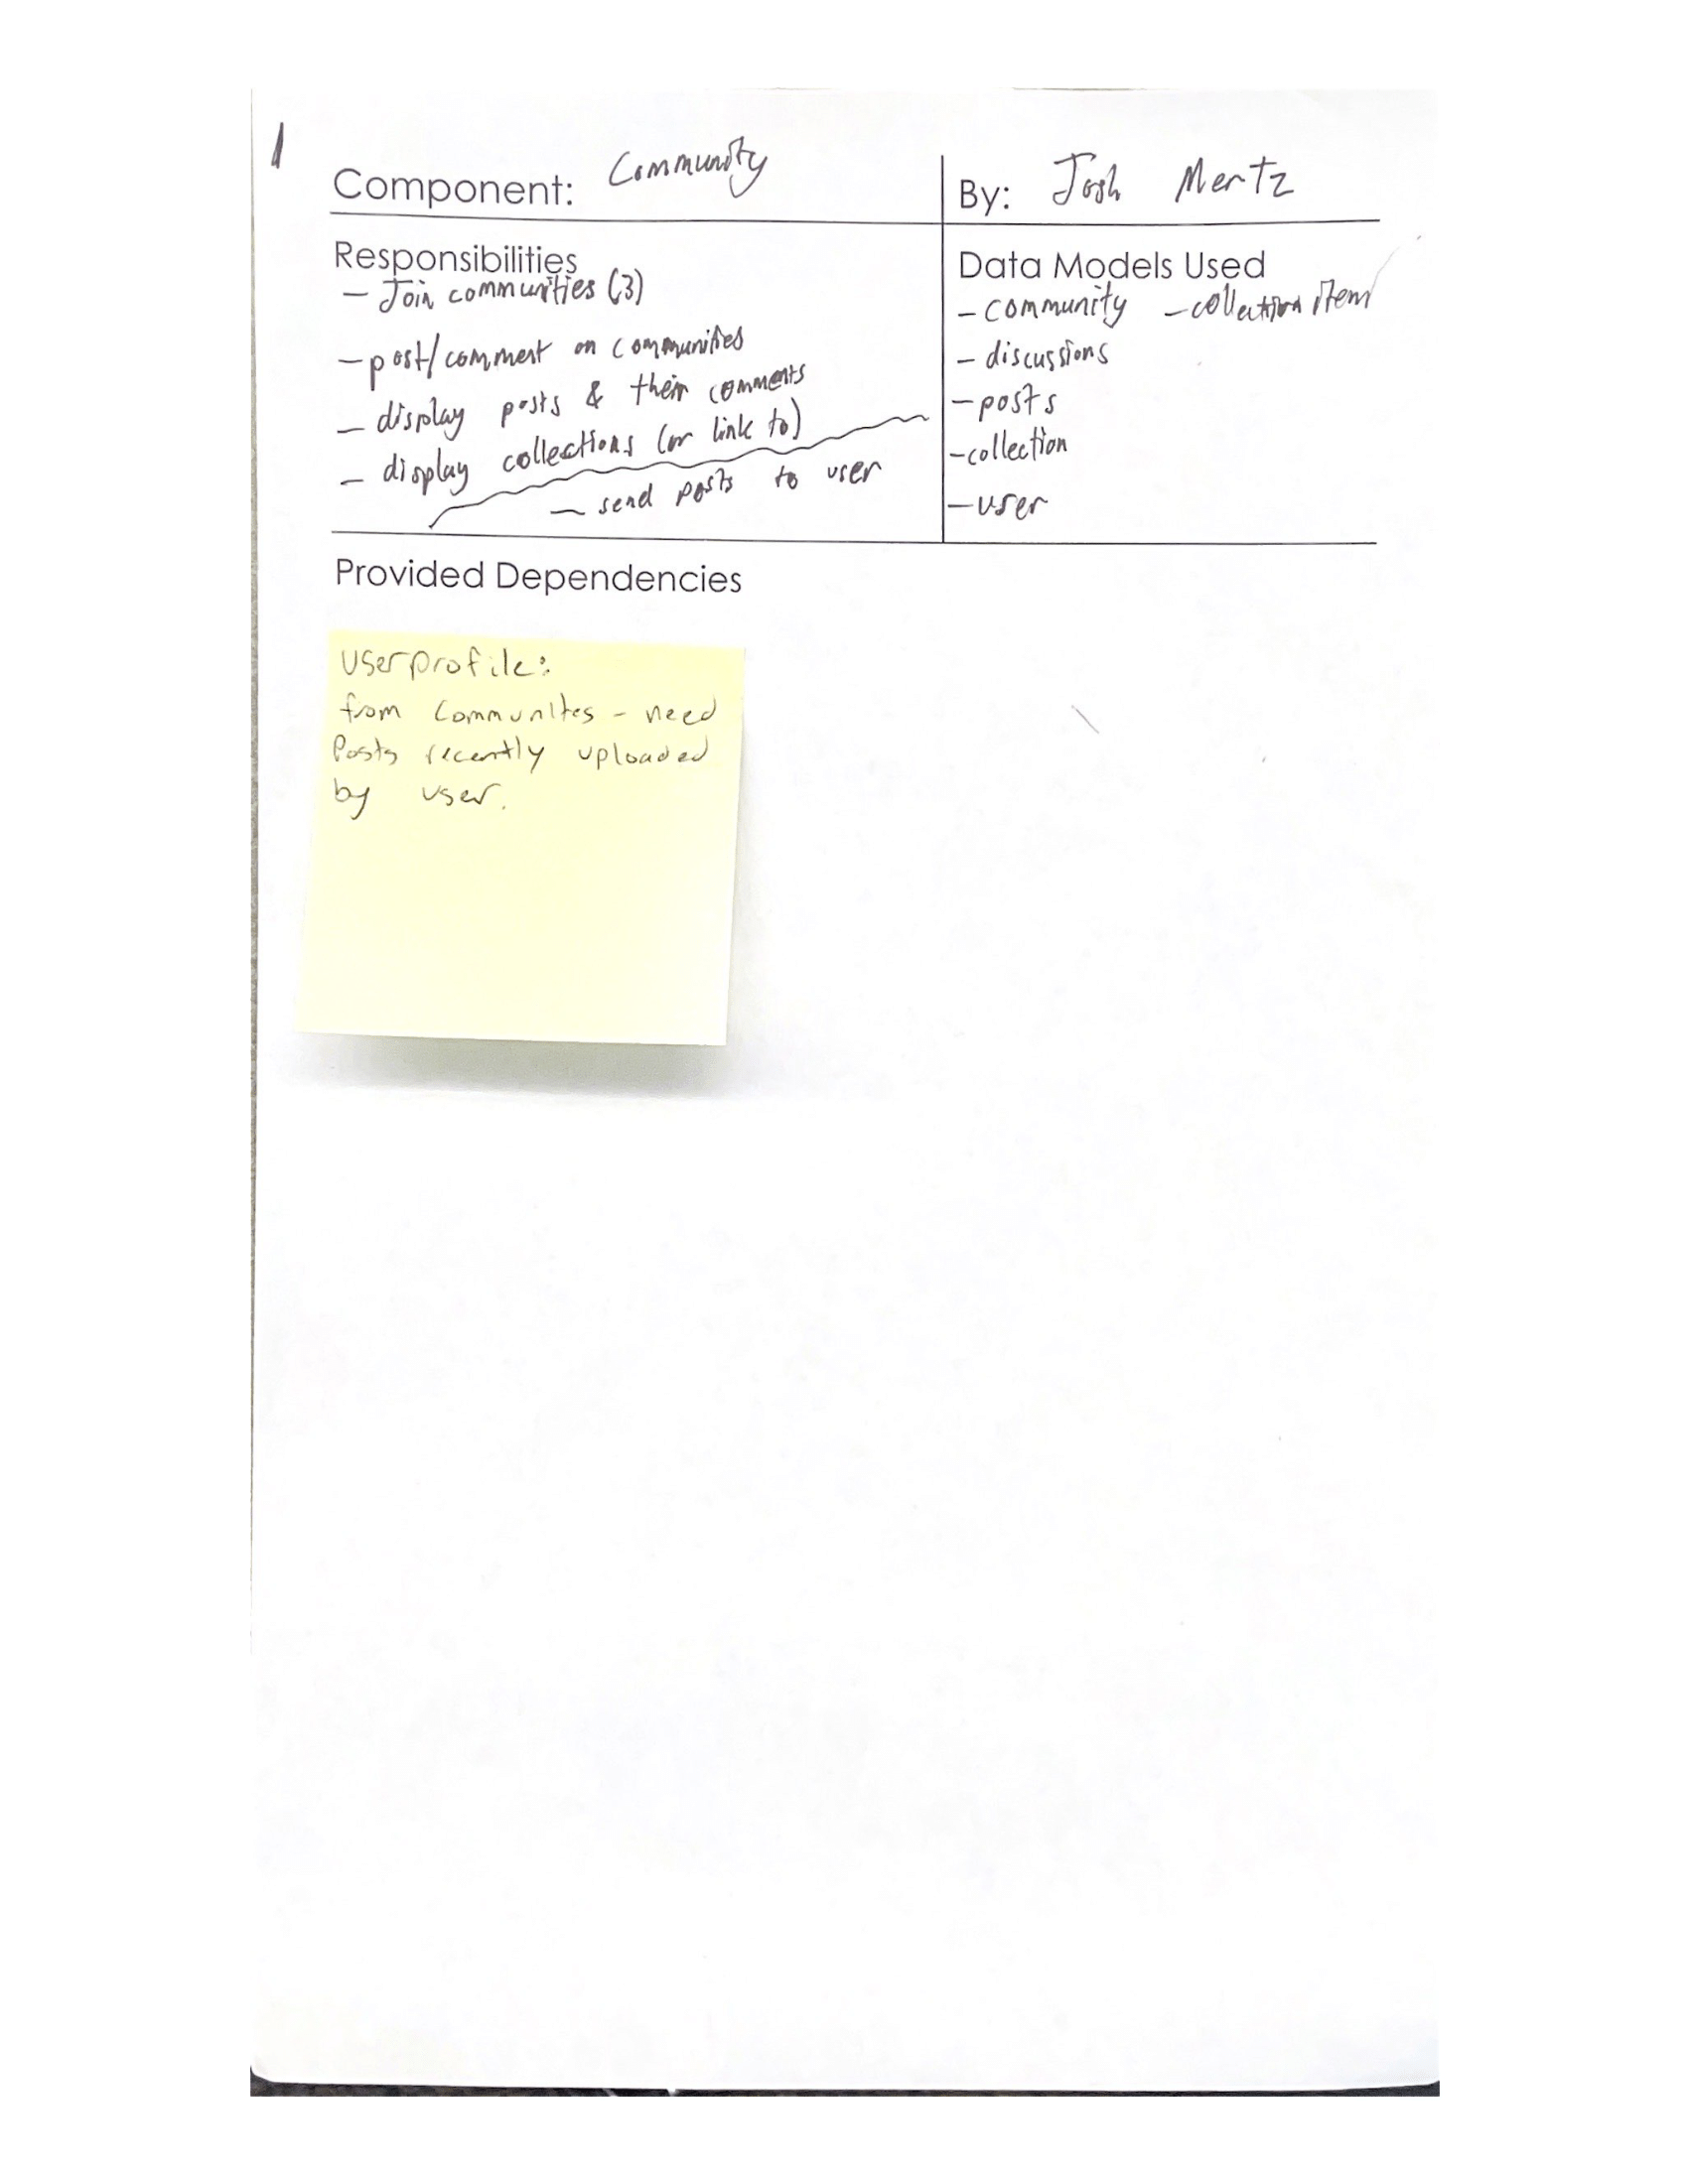 1
Component: Community
By: Josh Mertz
Responsibilities
- Join communities (3)
- post/comment on communities
- display posts & their comments
- display collections (or link to)
- send posts to user
Data Models Used
- community - collection item
- discussions
- posts
- collection
- user
Provided Dependencies
userprofile:
from communites - need
Posts recently uploaded
by user.